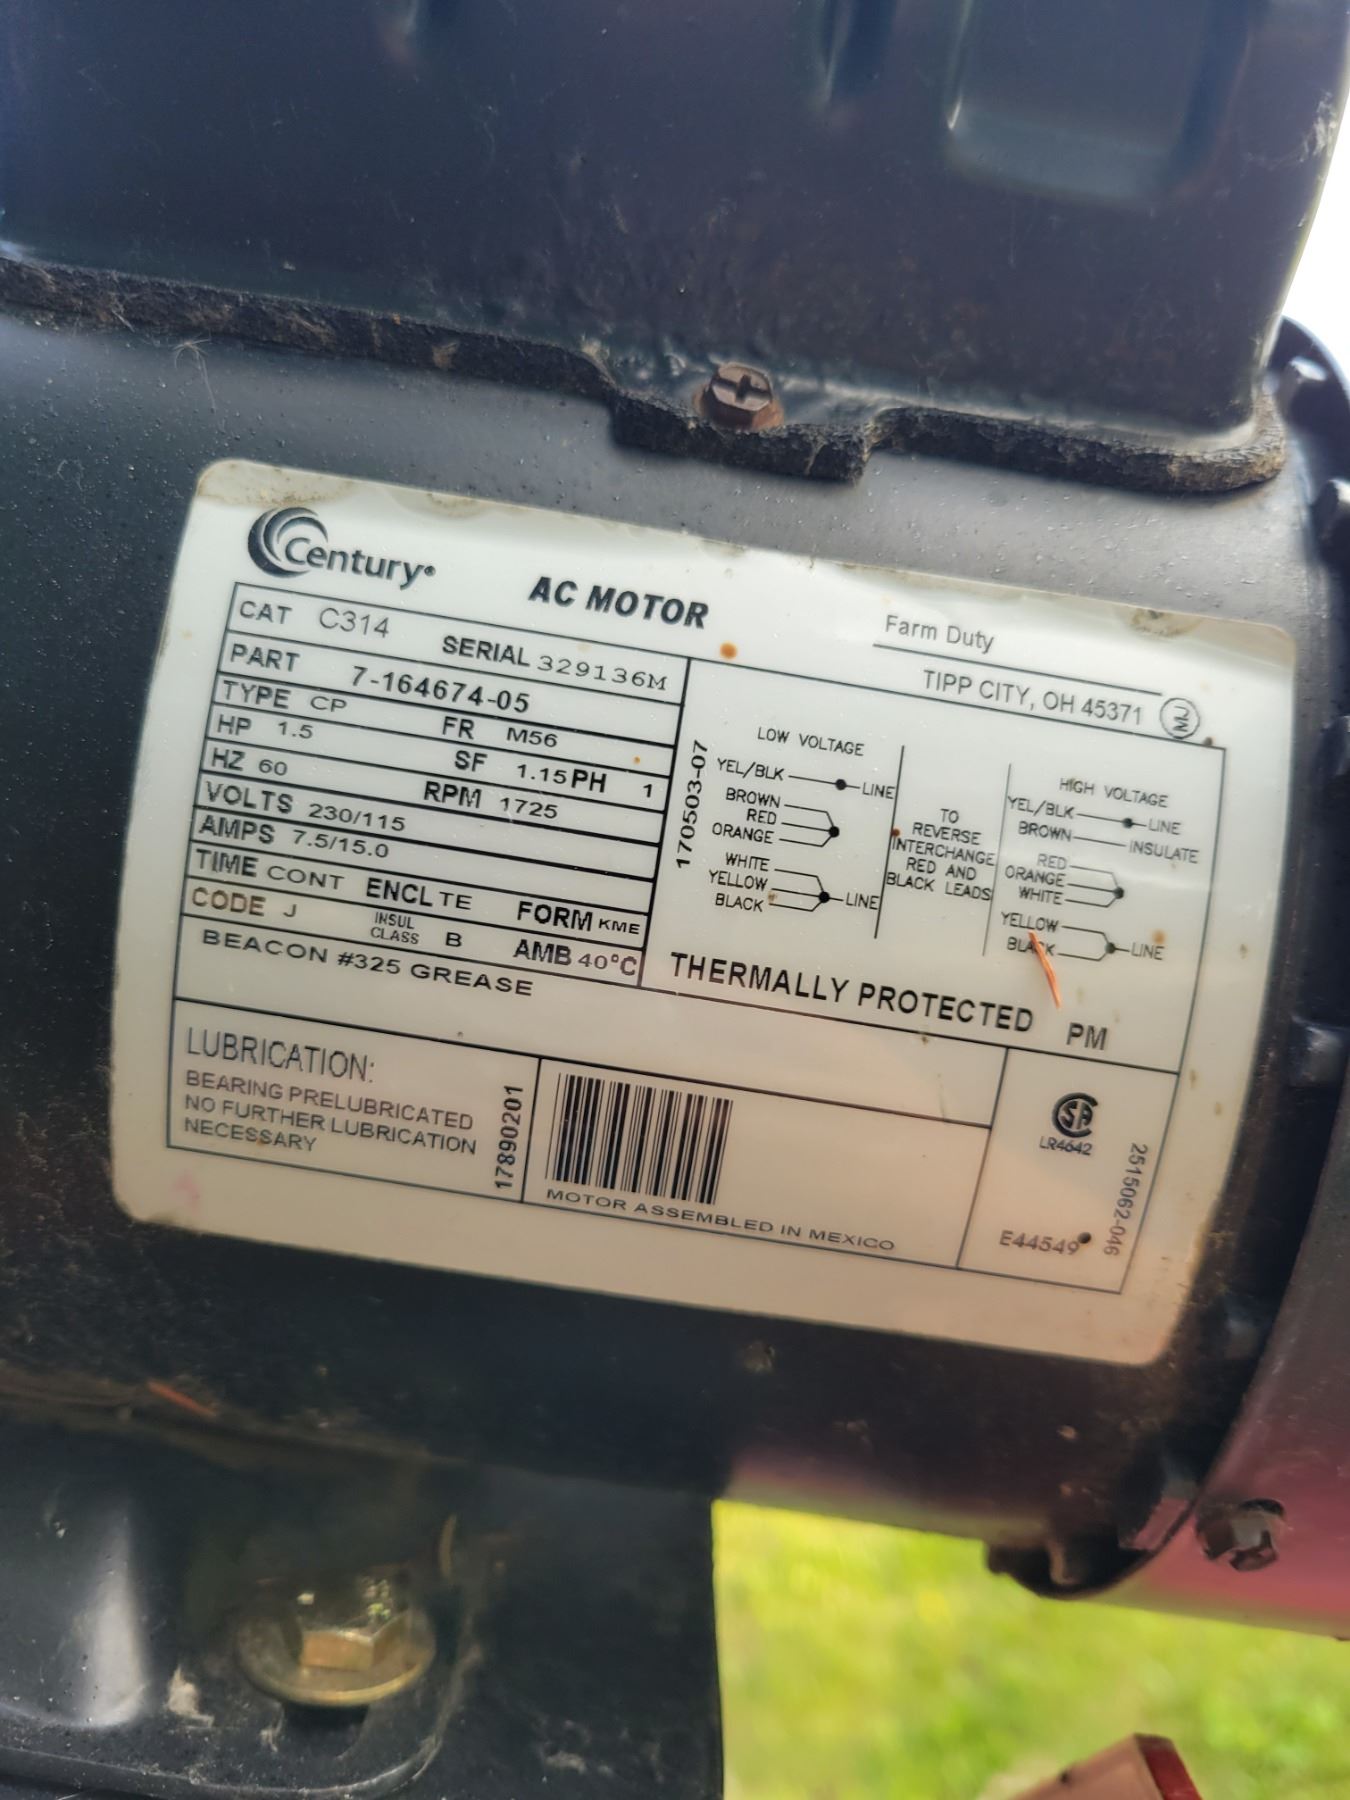 Century®
AC MOTOR
Farm Duty
TIPP CITY, OH 45371
CAT C314 SERIAL 329136M
PART 7-164674-05
TYPE CP FR M56
HP 1.5 SF 1.15 PH 1
HZ 60 RPM 1725
VOLTS 230/115
AMPS 7.5/15.0
TIME CONT ENCL TE FORM KME
CODE J INSUL CLASS B AMB 40°C
BEACON #325 GREASE
170503-07
LOW VOLTAGE
YEL/BLK LINE
BROWN
RED
ORANGE
WHITE
YELLOW LINE
BLACK
TO
REVERSE
INTERCHANGE
RED AND
BLACK LEADS
HIGH VOLTAGE
YEL/BLK LINE
BROWN INSULATE
RED
ORANGE
WHITE
YELLOW
BLACK LINE
THERMALLY PROTECTED PM
LUBRICATION:
BEARING PRELUBRICATED
NO FURTHER LUBRICATION
NECESSARY
17890201
MOTOR ASSEMBLED IN MEXICO
SA
LR4642
E44549
2515062-046